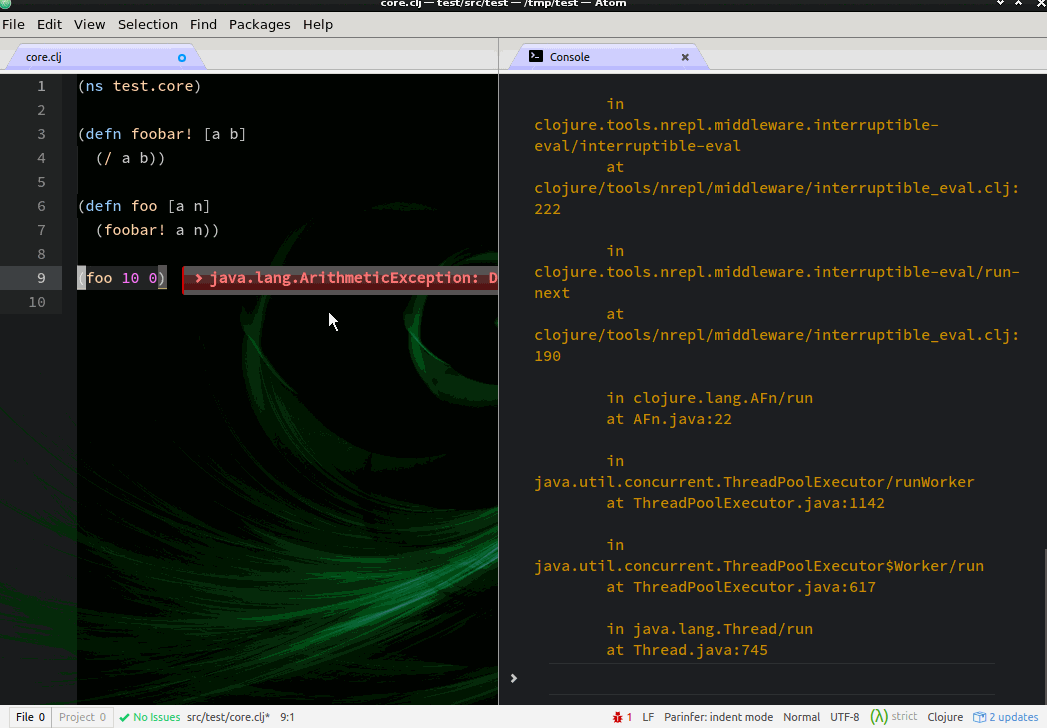 core.clj — test/src/test — /tmp/test — Atom
File Edit View Selection Find Packages Help
core.clj
1 (ns test.core)
2
3 (defn foobar! [a b]
4 (/ a b))
5
6 (defn foo [a n]
7 (foobar! a n))
8
9 (foo 10 0) > java.lang.ArithmeticException: D
10
Console
in
clojure.tools.nrepl.middleware.interruptible-
eval/interruptible-eval
at
clojure/tools/nrepl/middleware/interruptible_eval.clj:
222
in
clojure.tools.nrepl.middleware.interruptible-eval/run-
next
at
clojure/tools/nrepl/middleware/interruptible_eval.clj:
190
in clojure.lang.AFn/run
at AFn.java:22
in
java.util.concurrent.ThreadPoolExecutor/runWorker
at ThreadPoolExecutor.java:1142
in
java.util.concurrent.ThreadPoolExecutor$Worker/run
at ThreadPoolExecutor.java:617
in java.lang.Thread/run
at Thread.java:745
File 0 Project 0 No Issues src/test/core.clj* 9:1 1 LF Parinfer: indent mode Normal UTF-8 (λ) strict Clojure 2 updates